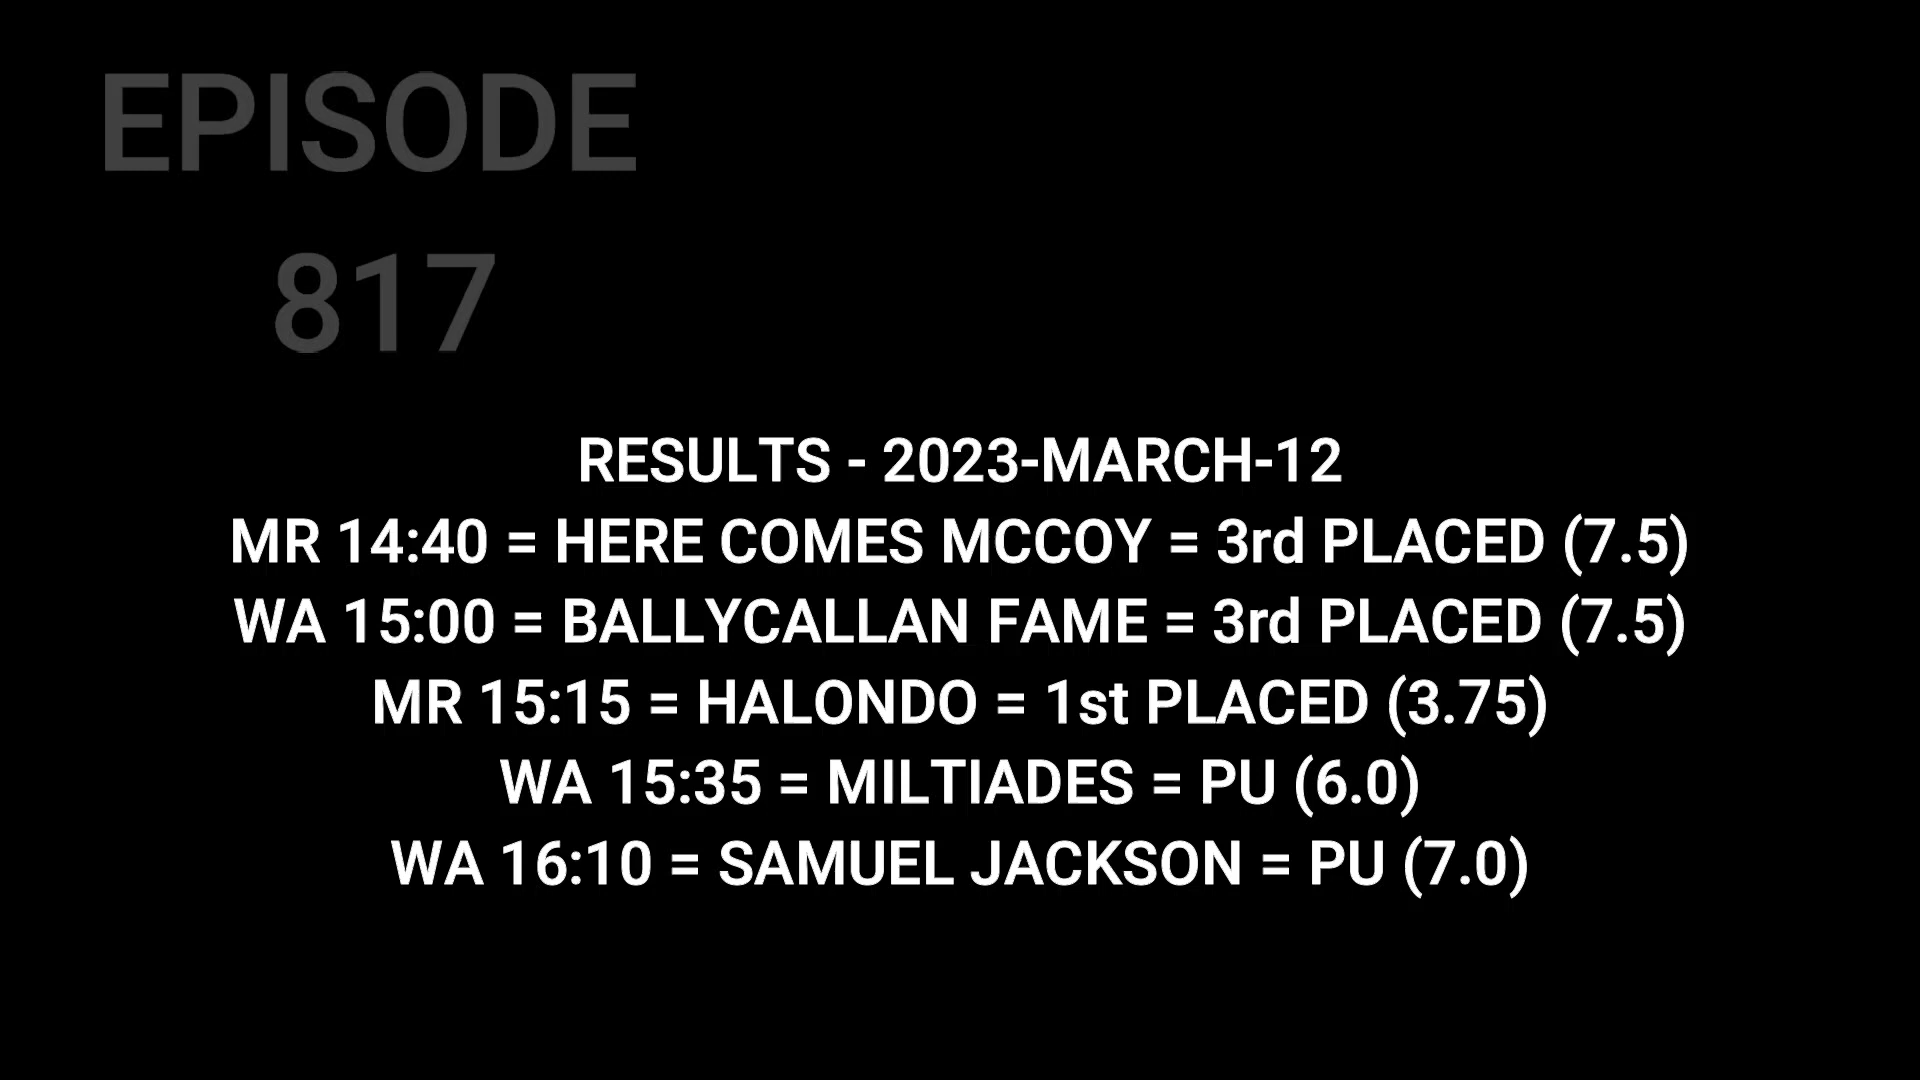 EPISODE
817
RESULTS - 2023-MARCH-12
MR 14:40 = HERE COMES MCCOY = 3rd PLACED (7.5)
WA 15:00 = BALLYCALLAN FAME = 3rd PLACED (7.5)
MR 15:15 = HALONDO = 1st PLACED (3.75)
WA 15:35 = MILTIADES = PU (6.0)
WA 16:10 = SAMUEL JACKSON = PU (7.0)